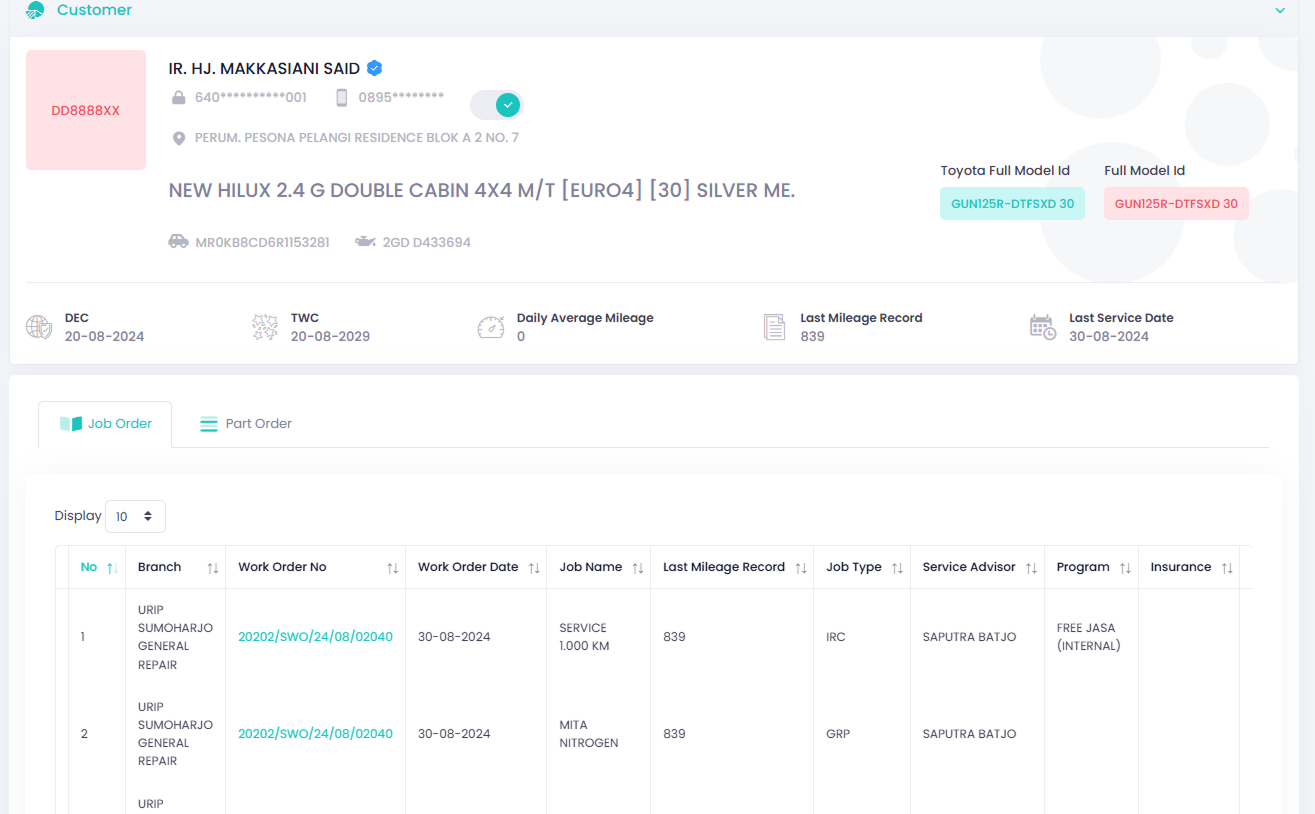 Customer
DD8888XX
IR. HJ. MAKKASIANI SAID
640**********001 0895********
PERUM. PESONA PELANGI RESIDENCE BLOK A 2 NO. 7
NEW HILUX 2.4 G DOUBLE CABIN 4X4 M/T [EURO4] [30] SILVER ME.
Toyota Full Model Id Full Model Id
GUN125R-DTFSXD 30 GUN125R-DTFSXD 30
MR0KB8CD6R1153281 2GD D433694
DEC TWC Daily Average Mileage Last Mileage Record Last Service Date
20-08-2024 20-08-2029 0 839 30-08-2024
Job Order Part Order
Display 10
No Branch Work Order No Work Order Date Job Name Last Mileage Record Job Type Service Advisor Program Insurance
URIP
SUMOHARJO
GENERAL
REPAIR
1 20202/SWO/24/08/02040 30-08-2024
SERVICE
1.000 KM
839 IRC SAPUTRA BATJO
FREE JASA
(INTERNAL)
URIP
SUMOHARJO
GENERAL
REPAIR
2 20202/SWO/24/08/02040 30-08-2024
MITA
NITROGEN
839 GRP SAPUTRA BATJO
URIP